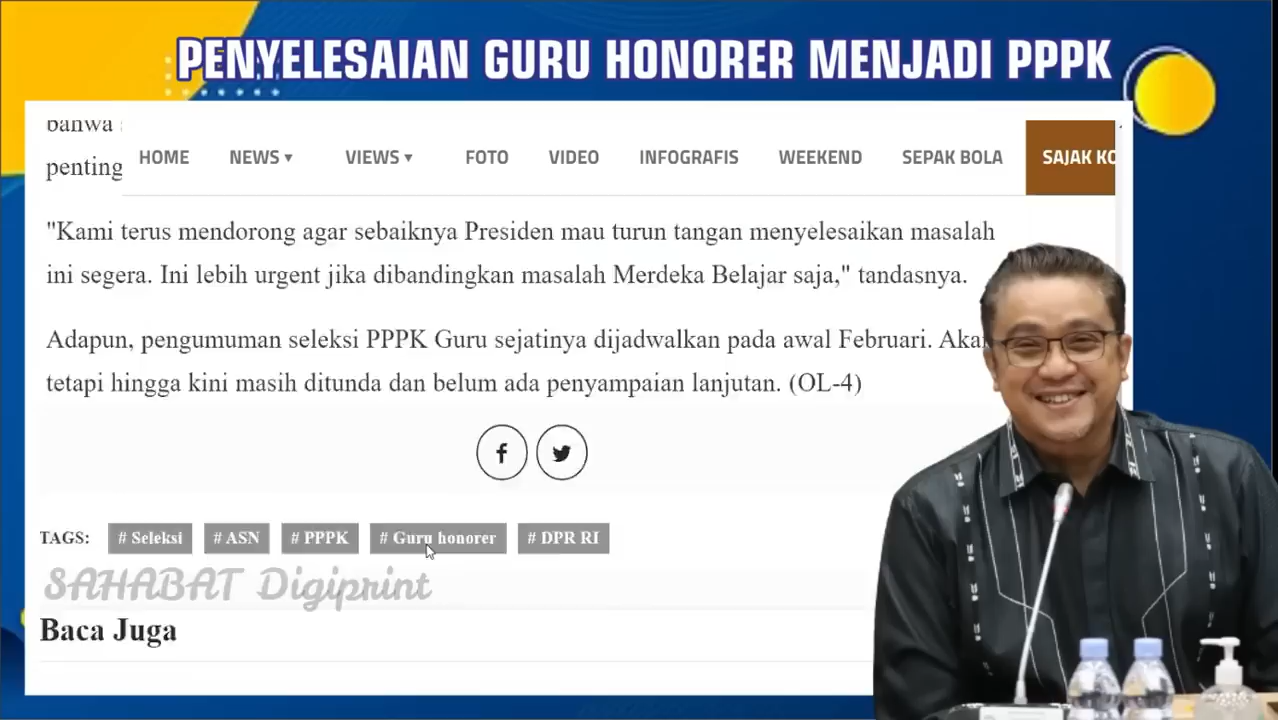 PENYELESAIAN GURU HONORER MENJADI PPPK
bahwa
penting
HOME NEWS ▾ VIEWS ▾ FOTO VIDEO INFOGRAFIS WEEKEND SEPAK BOLA SAJAK KO
"Kami terus mendorong agar sebaiknya Presiden mau turun tangan menyelesaikan masalah
ini segera. Ini lebih urgent jika dibandingkan masalah Merdeka Belajar saja," tandasnya.
Adapun, pengumuman seleksi PPPK Guru sejatinya dijadwalkan pada awal Februari. Akan
tetapi hingga kini masih ditunda dan belum ada penyampaian lanjutan. (OL-4)
TAGS: # Seleksi # ASN # PPPK # Guru honorer # DPR RI
SAHABAT Digiprint
Baca Juga